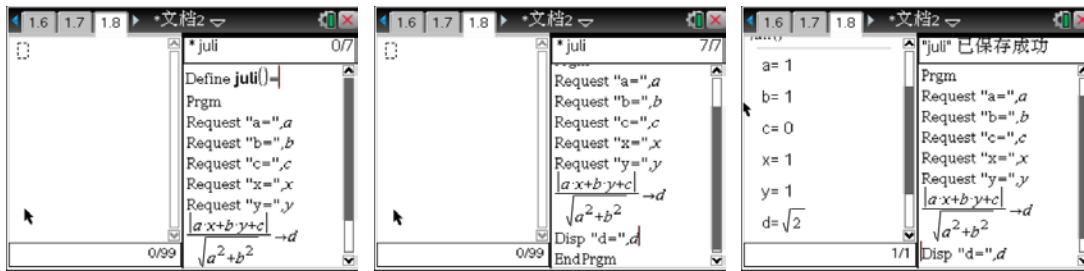 1.6 1.7 1.8 *文档2
* juli 0/7
Define juli()=
Prgm
Request "a=",a
Request "b=",b
Request "c=",c
Request "x=",x
Request "y=",y
|a·x+b·y+c|
√a²+b² →d
0/99
1.6 1.7 1.8 *文档2
* juli 7/7
Prgm
Request "a=",a
Request "b=",b
Request "c=",c
Request "x=",x
Request "y=",y
|a·x+b·y+c|
√a²+b² →d
Disp "d=",d
EndPrgm
0/99
1.6 1.7 1.8 *文档2
a= 1
b= 1
c= 0
x= 1
y= 1
d=√2
1/1
"juli" 已保存成功
Prgm
Request "a=",a
Request "b=",b
Request "c=",c
Request "x=",x
Request "y=",y
|a·x+b·y+c|
√a²+b² →d
Disp "d=",d